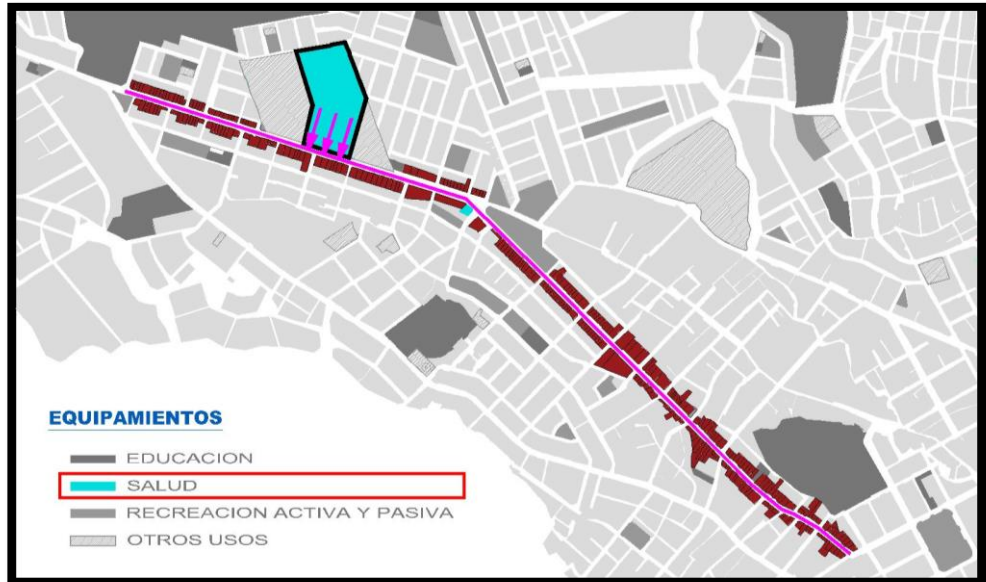 EQUIPAMIENTOS
EDUCACION
SALUD
RECREACION ACTIVA Y PASIVA
OTROS USOS